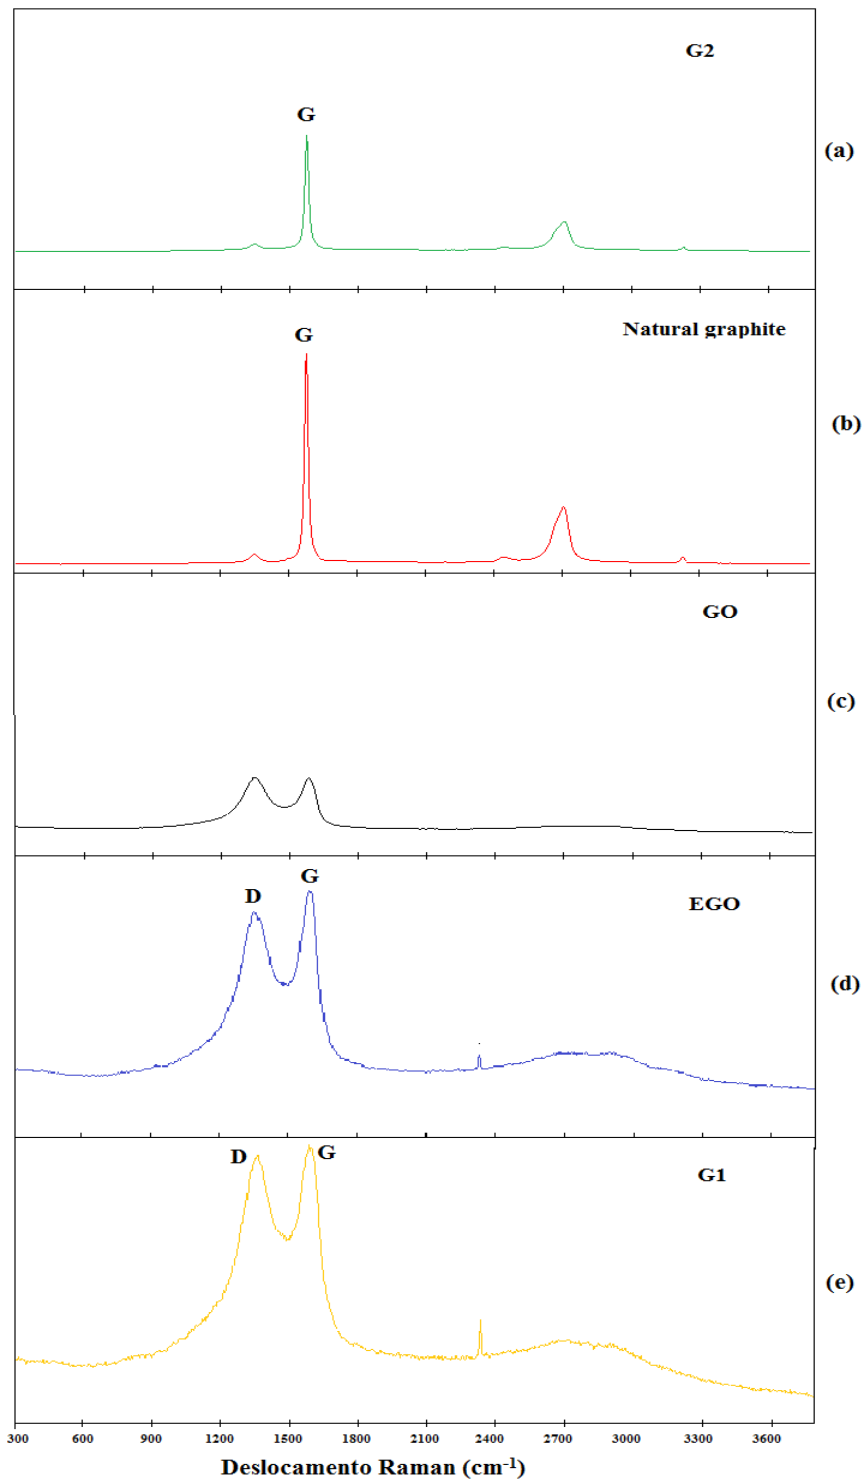 G2
G
(a)
Natural graphite
G
(b)
GO
(c)
G
D
EGO
(d)
G
D
G1
(e)
300 600 900 1200 1500 1800 2100 2400 2700 3000 3300 3600
Deslocamento Raman (cm-1)